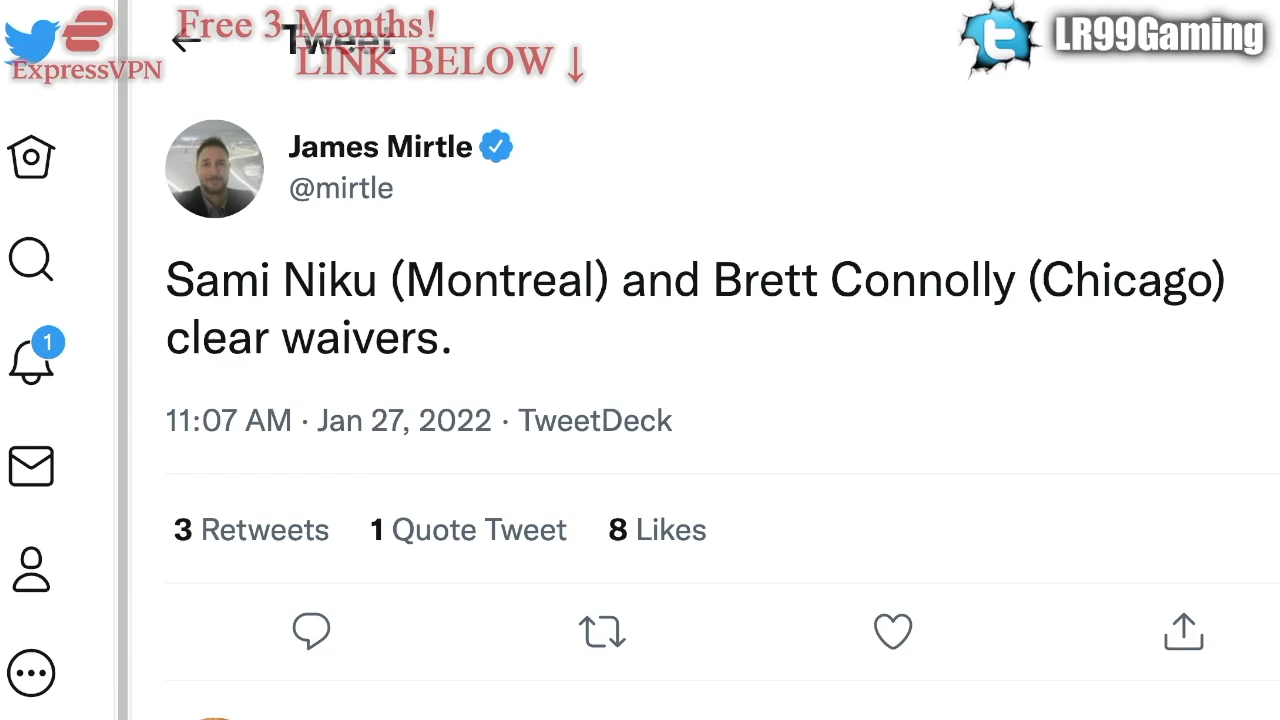 Free 3 Months!
Tweet
LINK BELOW ↓
ExpressVPN
LR99Gaming
James Mirtle
@mirtle
Sami Niku (Montreal) and Brett Connolly (Chicago)
clear waivers.
11:07 AM · Jan 27, 2022 · TweetDeck
3 Retweets 1 Quote Tweet 8 Likes
1